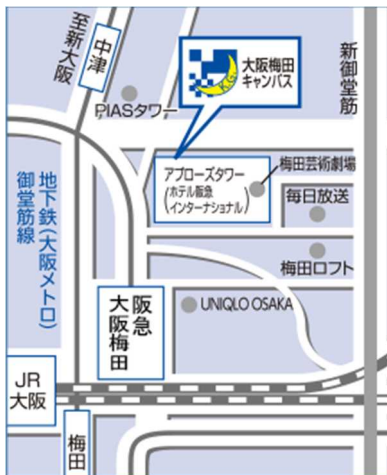 至新大阪
中津
PIASタワー
大阪梅田
キャンパス
新御堂筋
アプローズタワー
(ホテル阪急
インターナショナル)
梅田芸術劇場
毎日放送
地下鉄(大阪メトロ)
御堂筋線
梅田ロフト
阪急
大阪梅田
UNIQLO OSAKA
JR
大阪
梅田